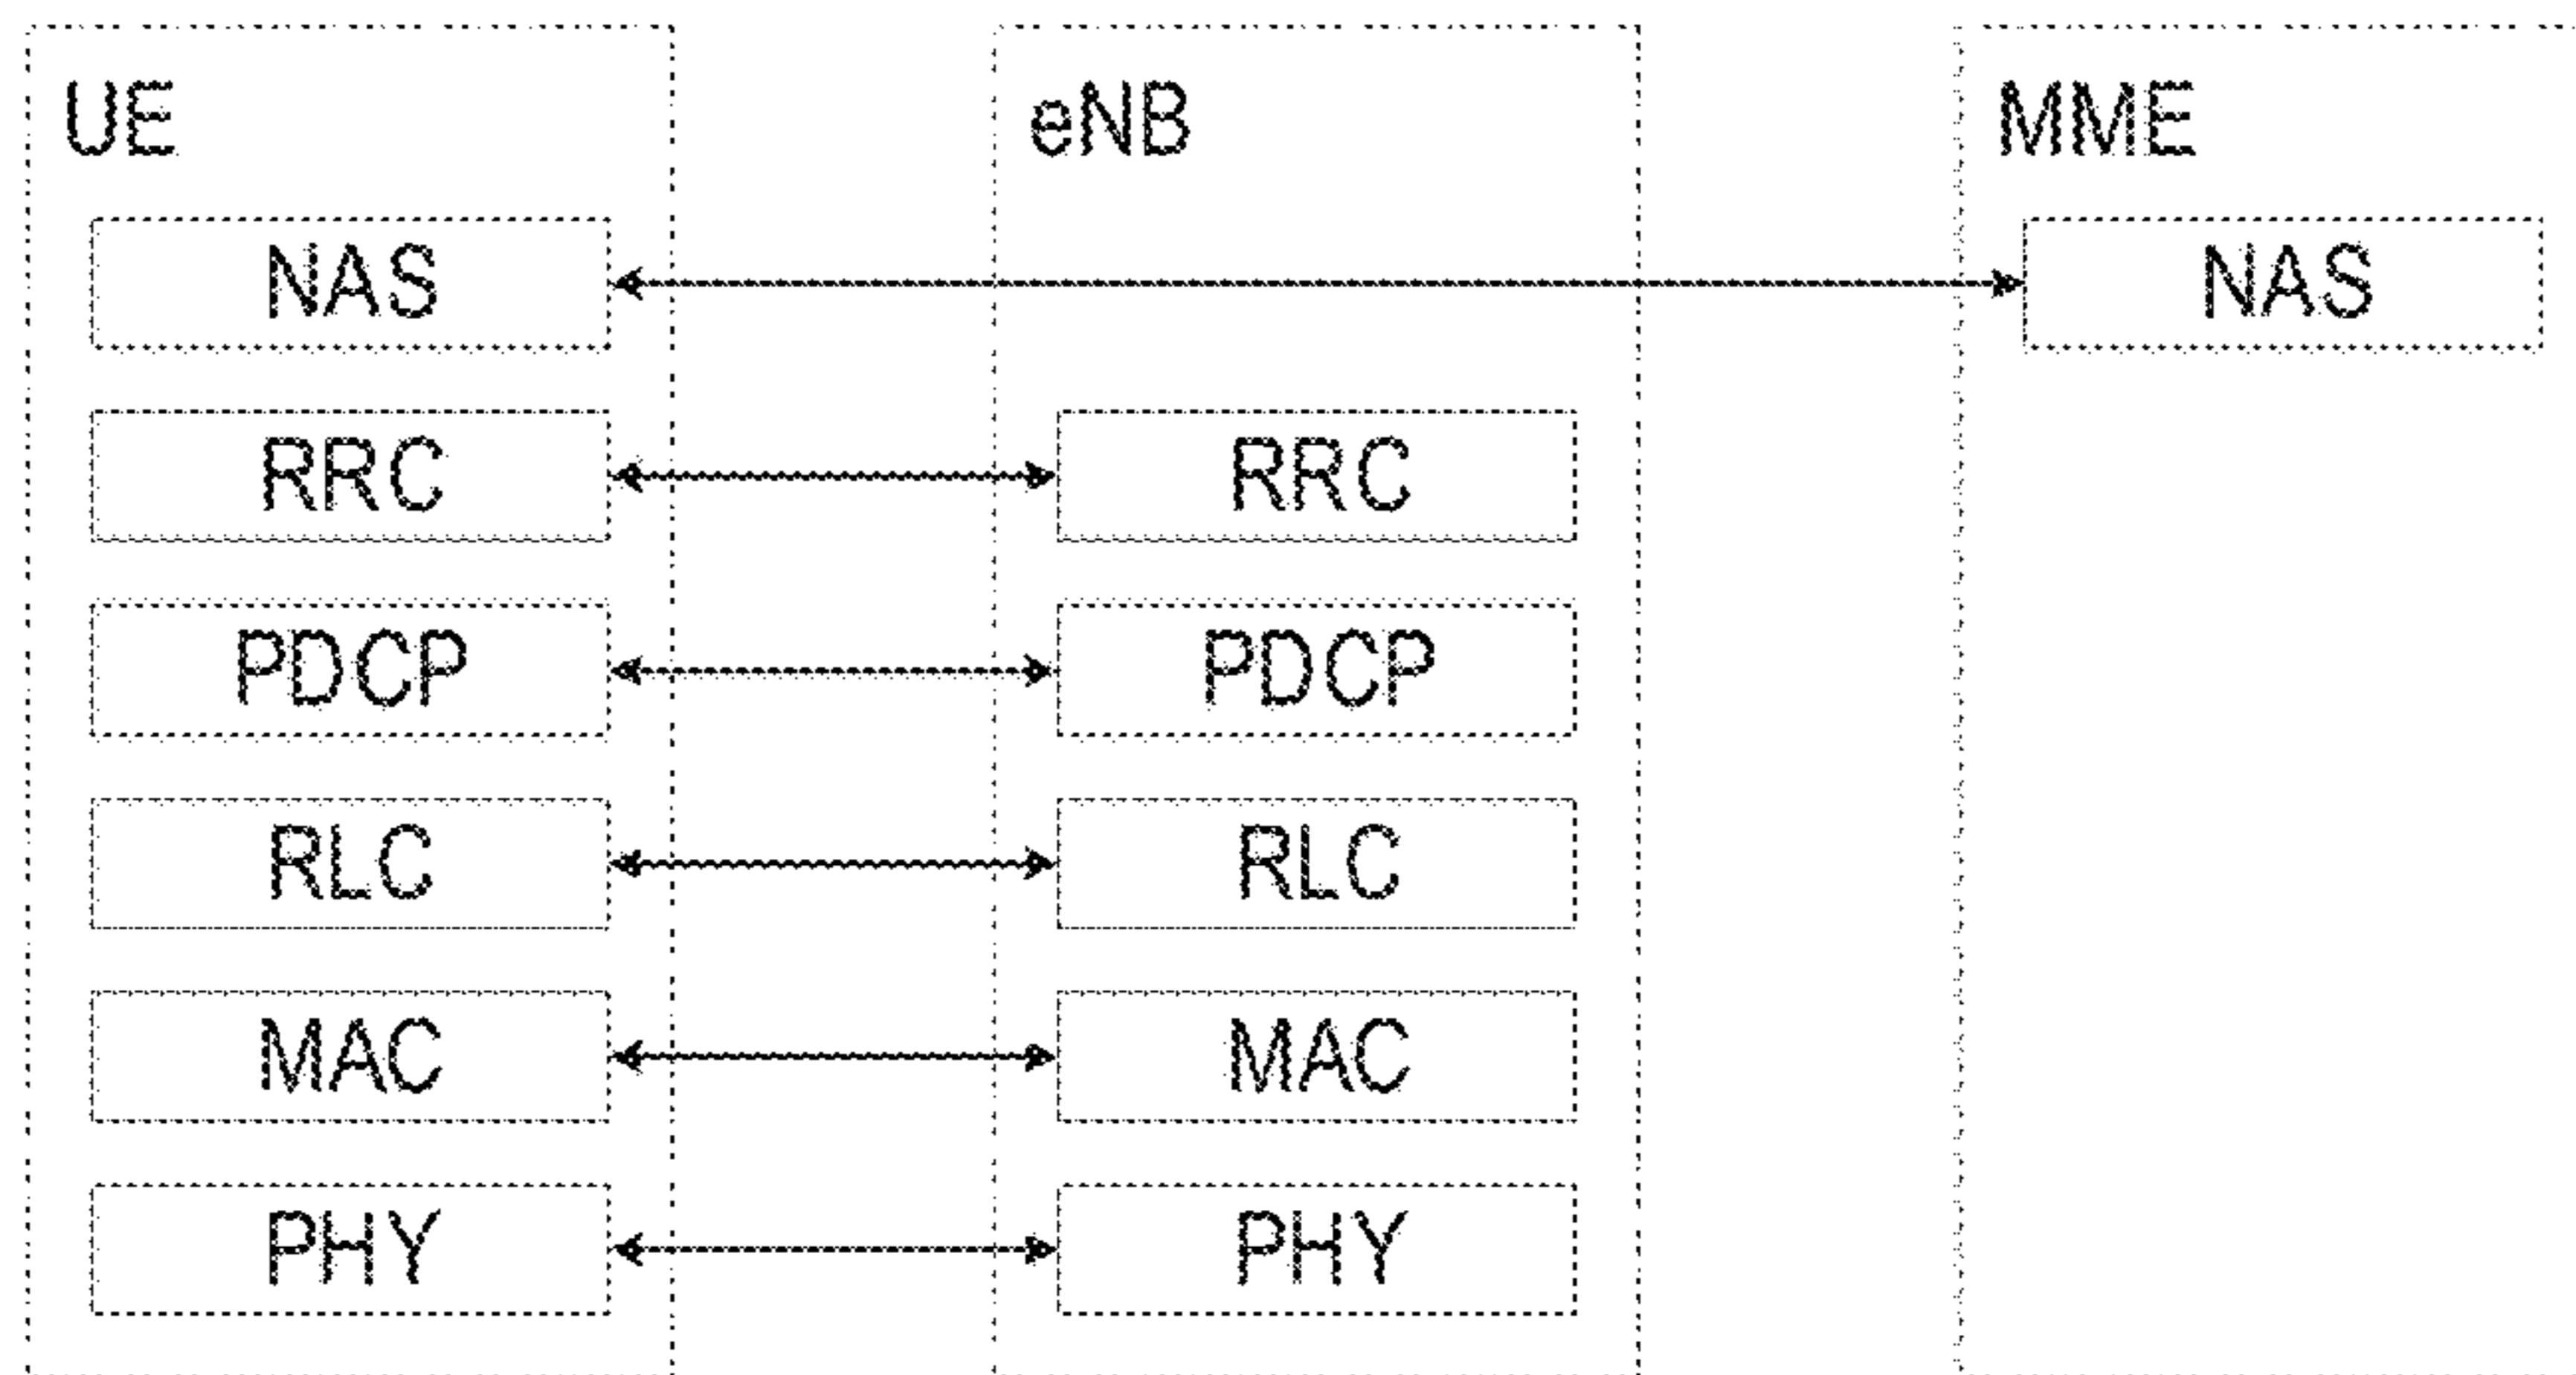 UE eNB MME
NAS NAS
RRC RRC
PDCP PDCP
RLC RLC
MAC MAC
PHY PHY